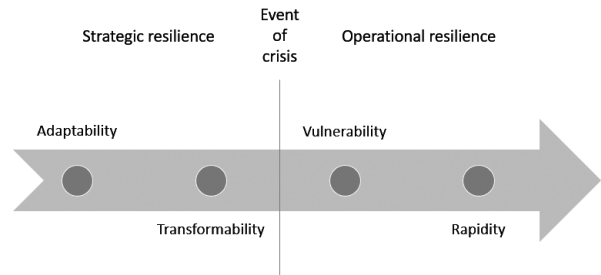 Strategic resilience
Event
of
crisis
Operational resilience
Adaptability
Vulnerability
Transformability
Rapidity